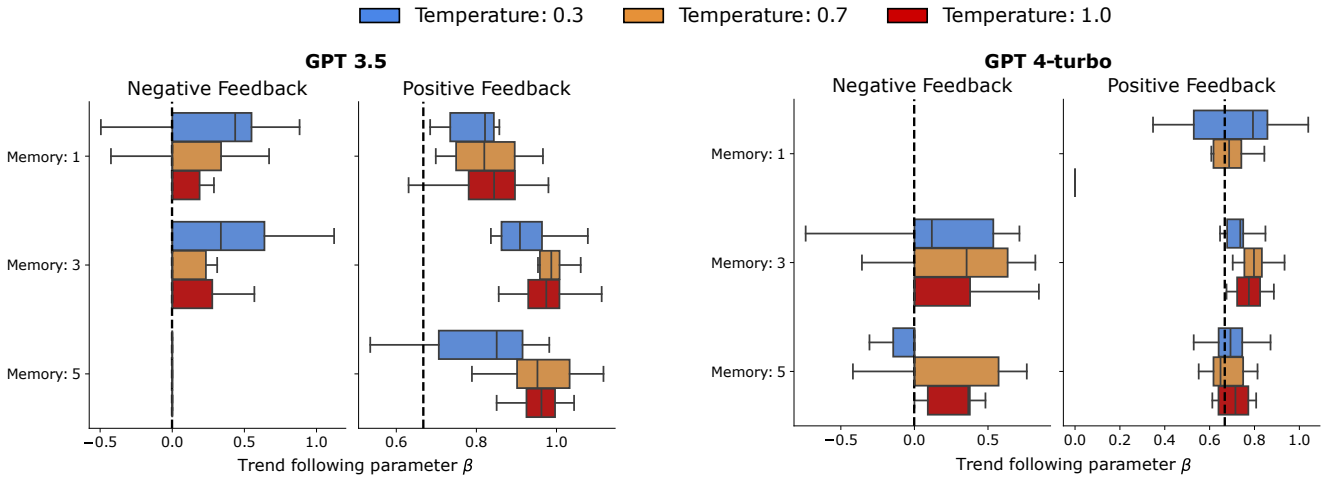 Temperature: 0.3 Temperature: 0.7 Temperature: 1.0
GPT 3.5
Negative Feedback Positive Feedback
Memory: 1
Memory: 3
Memory: 5
−0.5 0.0 0.5 1.0 0.6 0.8 1.0
Trend following parameter β
GPT 4-turbo
Negative Feedback Positive Feedback
Memory: 1
Memory: 3
Memory: 5
−0.5 0.0 0.5 0.0 0.2 0.4 0.6 0.8 1.0
Trend following parameter β